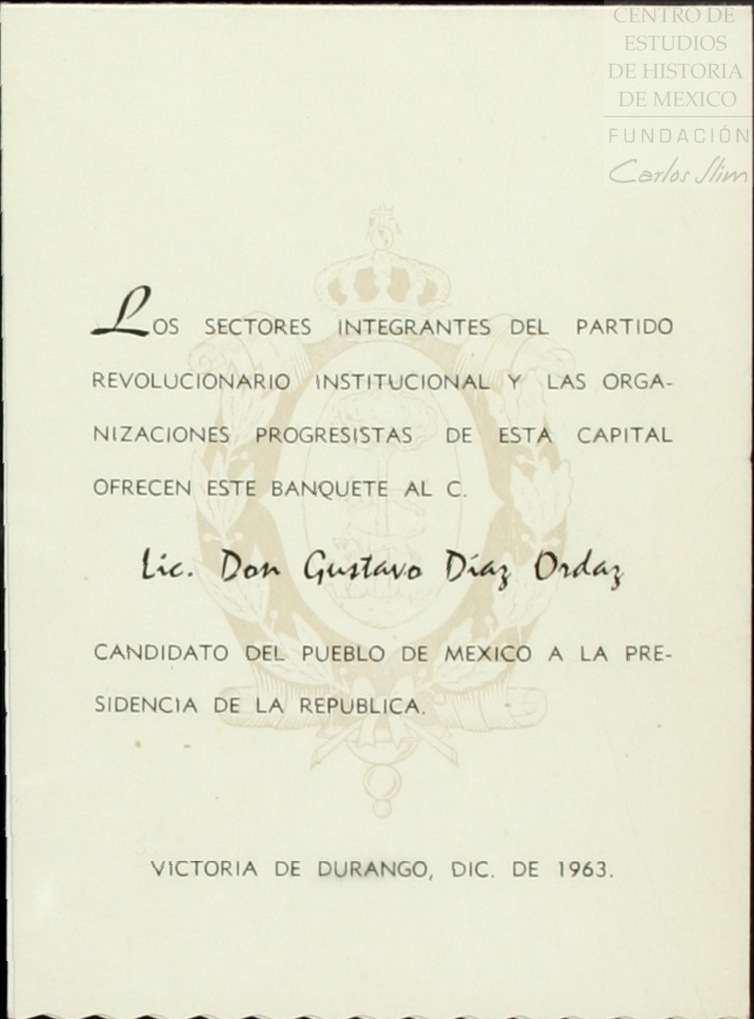 CENTRO DE
ESTUDIOS
DE HISTORIA
DE MEXICO
FUNDACIÓN
Carlos Slim
LOS SECTORES INTEGRANTES DEL PARTIDO
REVOLUCIONARIO INSTITUCIONAL Y LAS ORGA-
NIZACIONES PROGRESISTAS DE ESTA CAPITAL
OFRECEN ESTE BANQUETE AL C.
Lic. Don Gustavo Díaz Ordaz
CANDIDATO DEL PUEBLO DE MEXICO A LA PRE-
SIDENCIA DE LA REPUBLICA.
VICTORIA DE DURANGO, DIC. DE 1963.